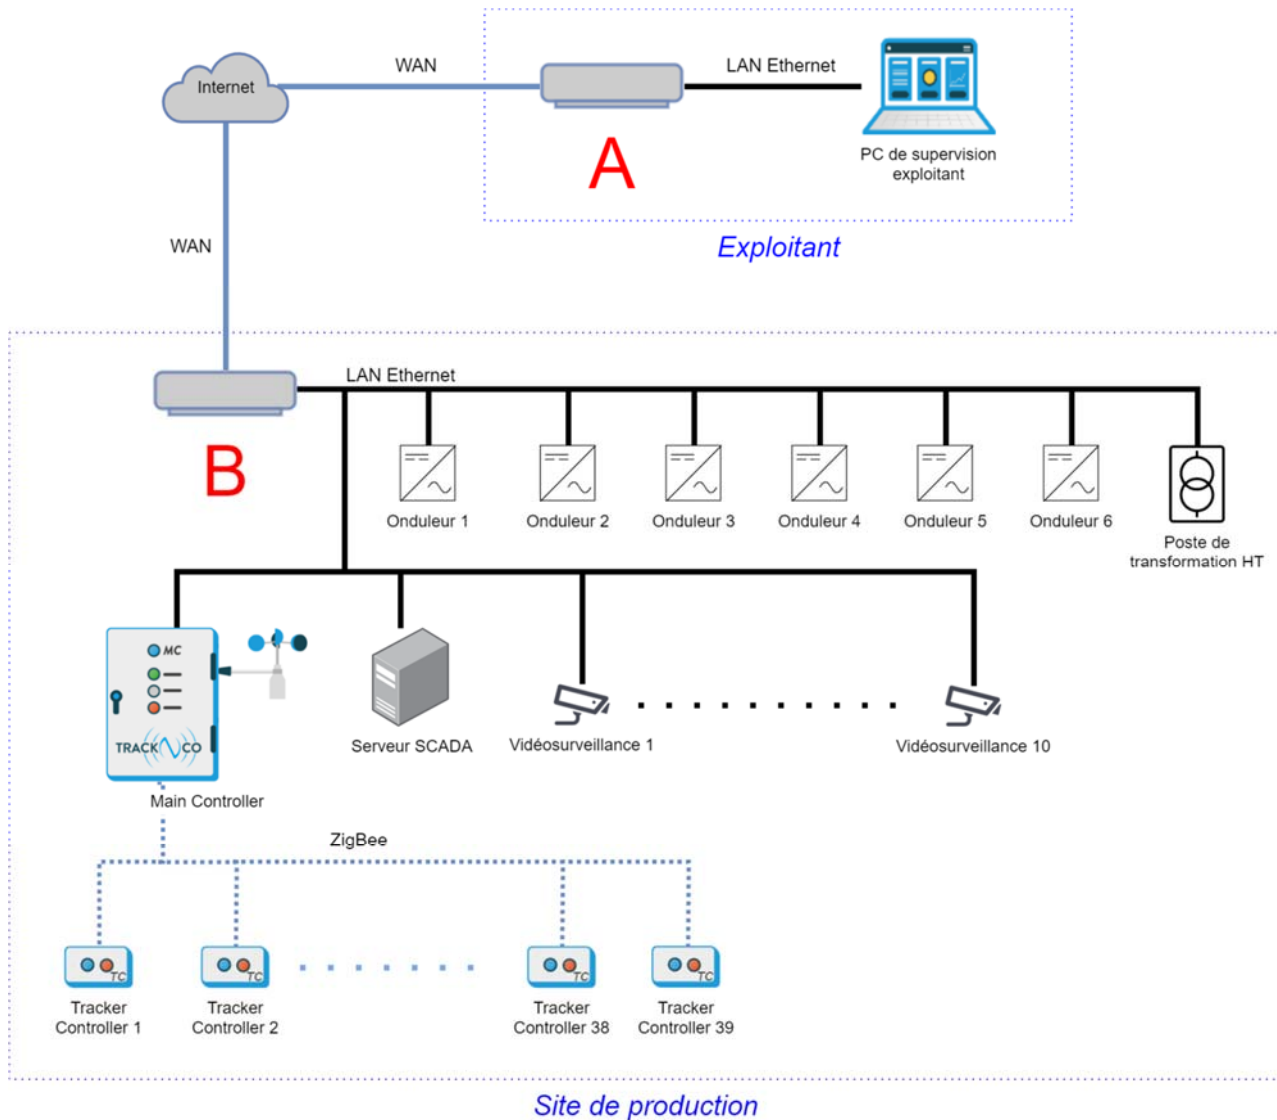 WAN
LAN Ethernet
Internet
A
PC de supervision
exploitant
WAN
Exploitant
LAN Ethernet
B
Onduleur 1
Onduleur 2
Onduleur 3
Onduleur 4
Onduleur 5
Onduleur 6
Poste de
transformation HT
MC
TRACK CO
Main Controller
Serveur SCADA
Vidéosurveillance 1
Vidéosurveillance 10
ZigBee
TC
TC
TC
TC
Tracker
Controller 1
Tracker
Controller 2
Tracker
Controller 38
Tracker
Controller 39
Site de production